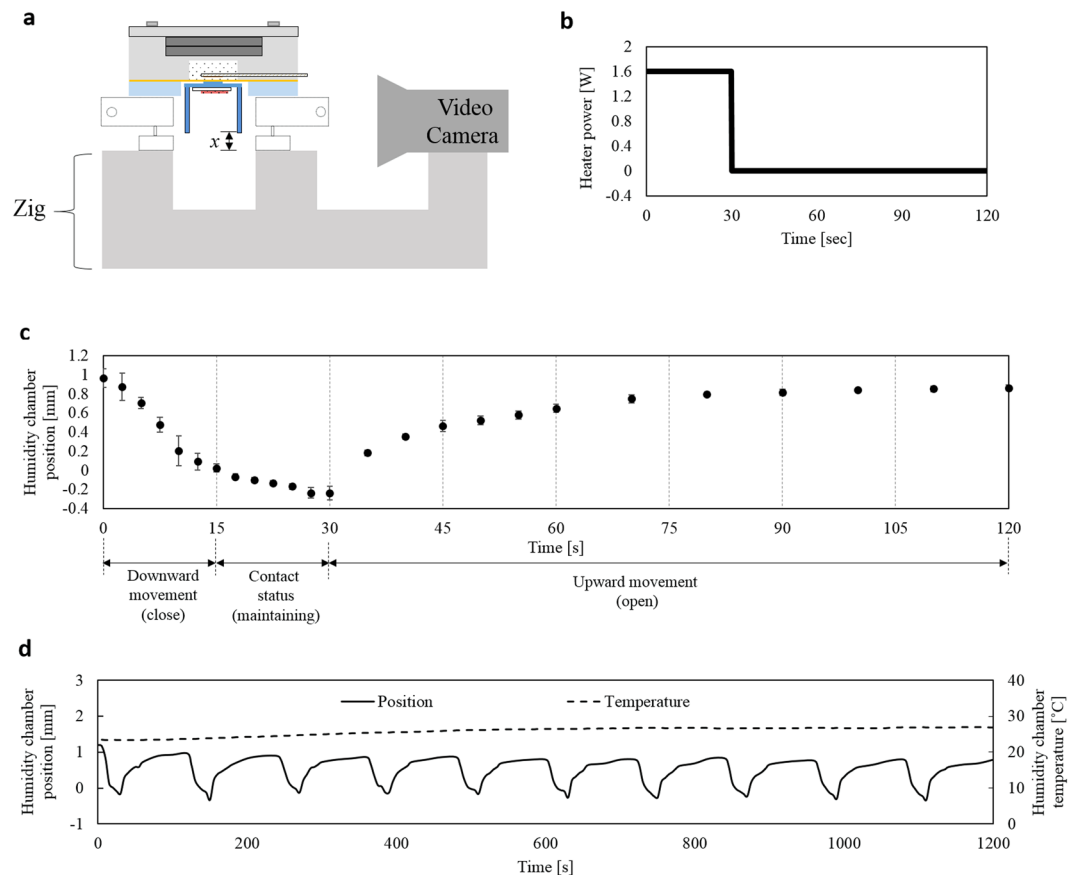 a
x
Video
Camera
Zig
b
Heater power [W]
2
1.6
1.2
0.8
0.4
0
-0.4
0 30 60 90 120
Time [sec]
c
Humidity chamber
position [mm]
1.2
1
0.8
0.6
0.4
0.2
0
-0.2
-0.4
0 15 30 45 60 75 90 105 120
Time [s]
Downward
movement
(close)
Contact
status
(maintaining)
Upward movement
(open)
d
Humidity chamber
position [mm]
3
2
1
0
-1
Position
Temperature
40
30
20
10
0
Humidity chamber
temperature [°C]
0 200 400 600 800 1000 1200
Time [s]